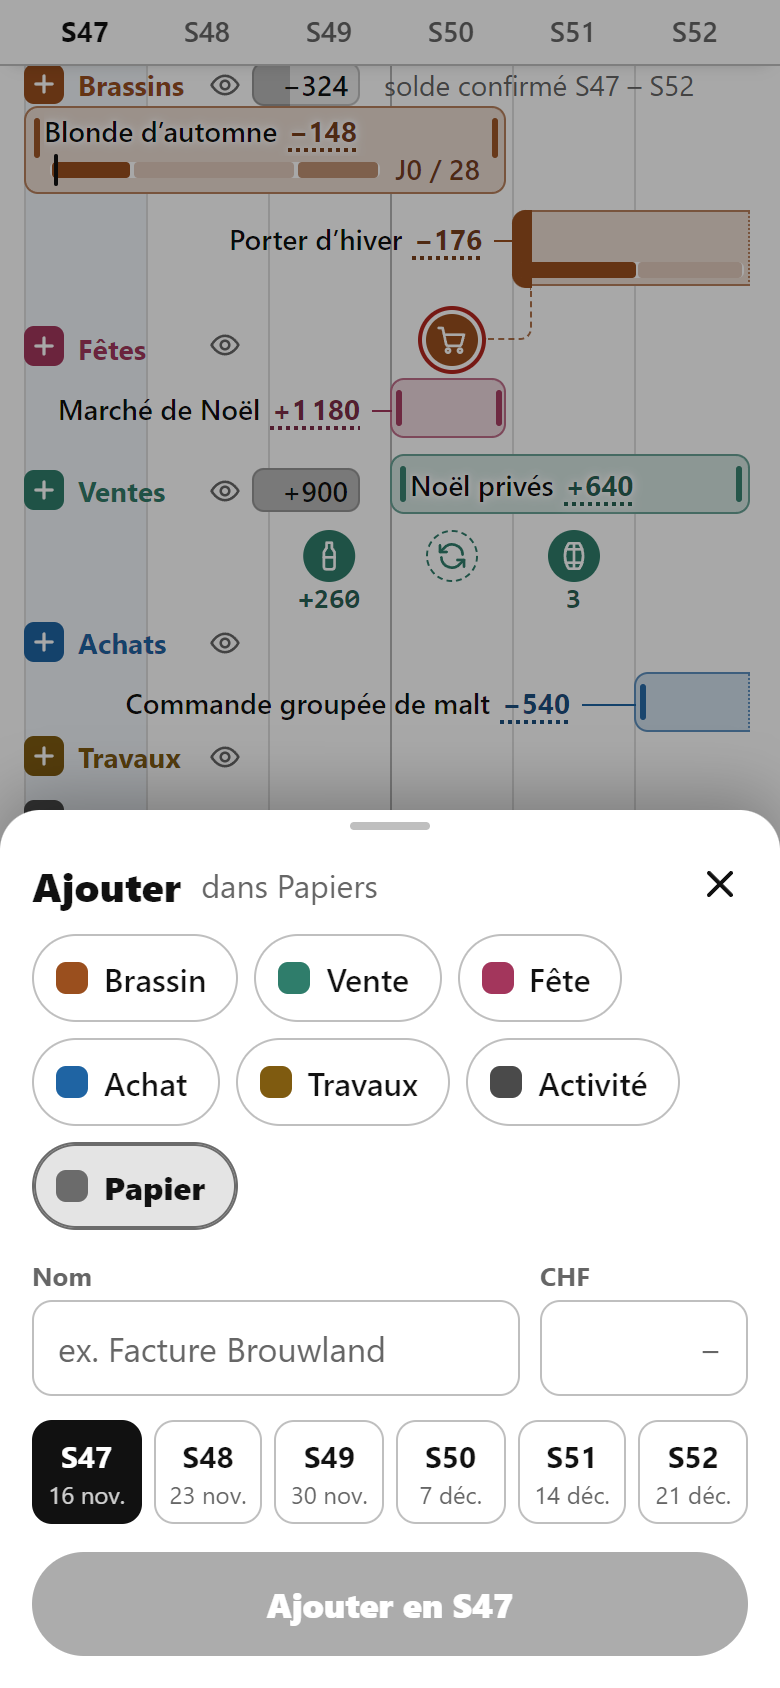 S47 S48 S49 S50 S51 S52
Brassins −324 solde confirmé S47 – S52
Blonde d’automne −148
J0 / 28
Porter d’hiver −176
Fêtes
Marché de Noël +1 180
Ventes +900 Noël privés +640
+260 3
Achats
Commande groupée de malt −540
Travaux
Ajouter dans Papiers
Brassin Vente Fête
Achat Travaux Activité
Papier
Nom CHF
ex. Facture Brouwland –
S47 S48 S49 S50 S51 S52
16 nov. 23 nov. 30 nov. 7 déc. 14 déc. 21 déc.
Ajouter en S47